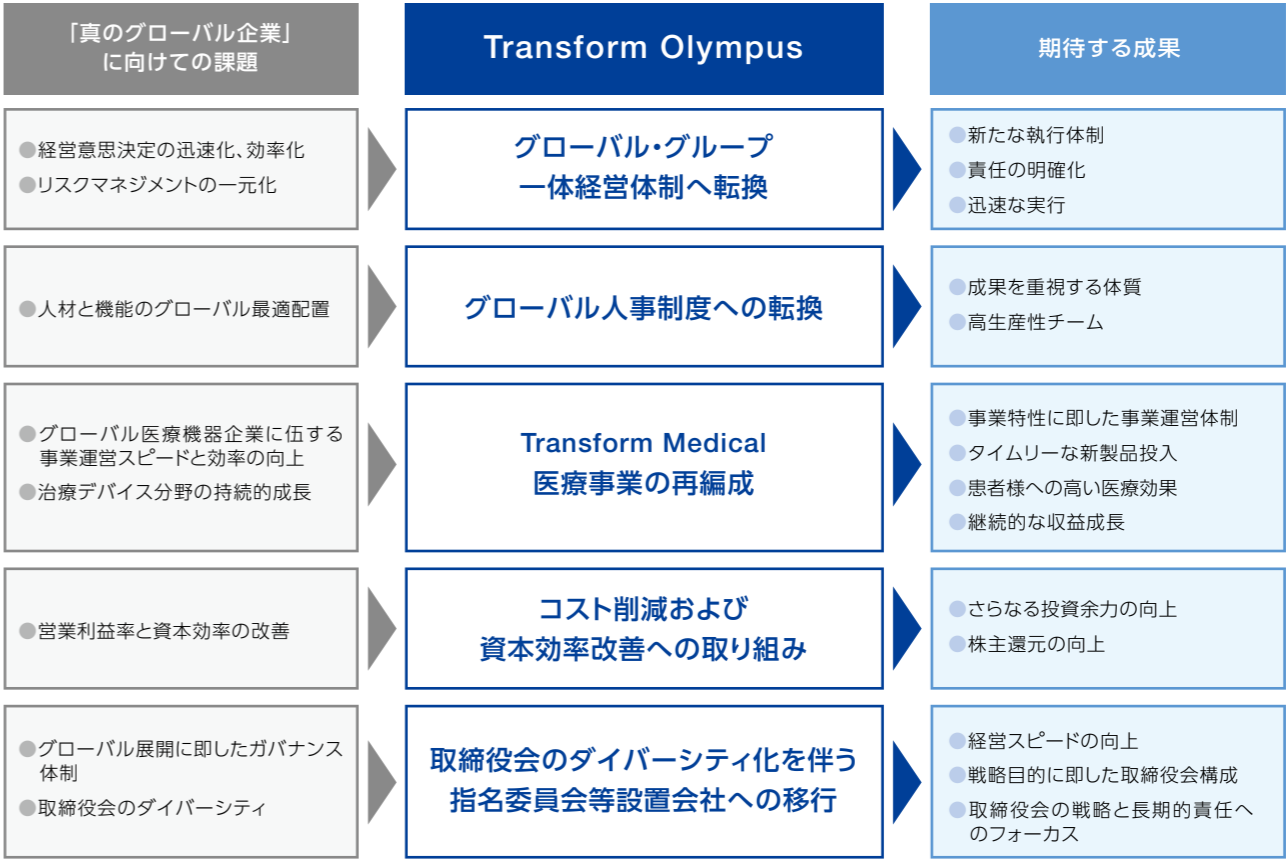 「真のグローバル企業」
に向けての課題
Transform Olympus
期待する成果
●経営意思決定の迅速化、効率化
●リスクマネジメントの一元化
グローバル・グループ
一体経営体制へ転換
●新たな執行体制
●責任の明確化
●迅速な実行
●人材と機能のグローバル最適配置
グローバル人事制度への転換
●成果を重視する体質
●高生産性チーム
●グローバル医療機器企業に伍する
事業運営スピードと効率の向上
●治療デバイス分野の持続的成長
Transform Medical
医療事業の再編成
●事業特性に即した事業運営体制
●タイムリーな新製品投入
●患者様への高い医療効果
●継続的な収益成長
●営業利益率と資本効率の改善
コスト削減および
資本効率改善への取り組み
●さらなる投資余力の向上
●株主還元の向上
●グローバル展開に即したガバナンス
体制
●取締役会のダイバーシティ
取締役会のダイバーシティ化を伴う
指名委員会等設置会社への移行
●経営スピードの向上
●戦略目的に即した取締役会構成
●取締役会の戦略と長期的責任へ
のフォーカス